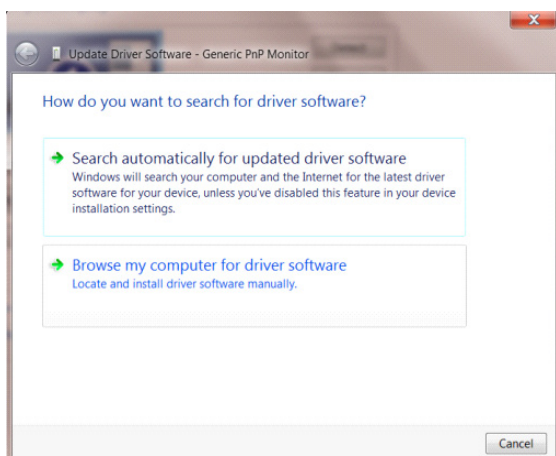 Update Driver Software - Generic PnP Monitor
How do you want to search for driver software?
Search automatically for updated driver software
Windows will search your computer and the Internet for the latest driver
software for your device, unless you've disabled this feature in your device
installation settings.
Browse my computer for driver software
Locate and install driver software manually.
Cancel